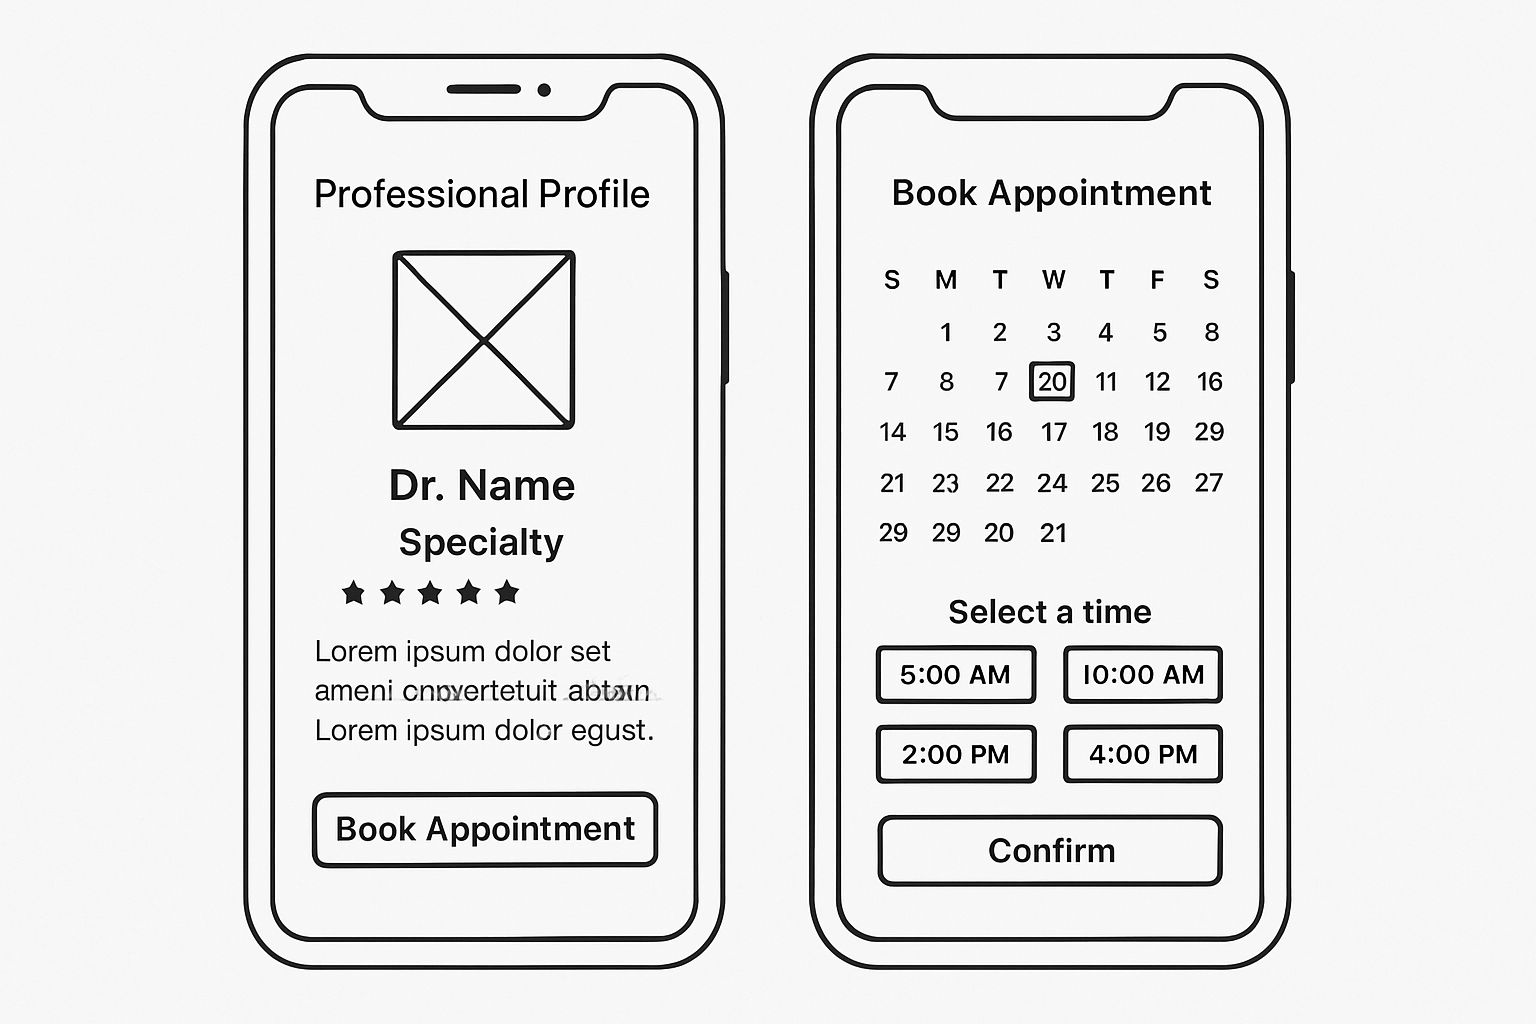 Professional Profile
Dr. Name
Specialty
Lorem ipsum dolor set
ameni
Lorem ipsum dolor egust.
Book Appointment
Book Appointment
S M T W T F S
1 2 3 4 5 8
7 8 7 20 11 12 16
14 15 16 17 18 19 29
21 23 22 24 25 26 27
29 29 20 21
Select a time
5:00 AM 10:00 AM
2:00 PM 4:00 PM
Confirm